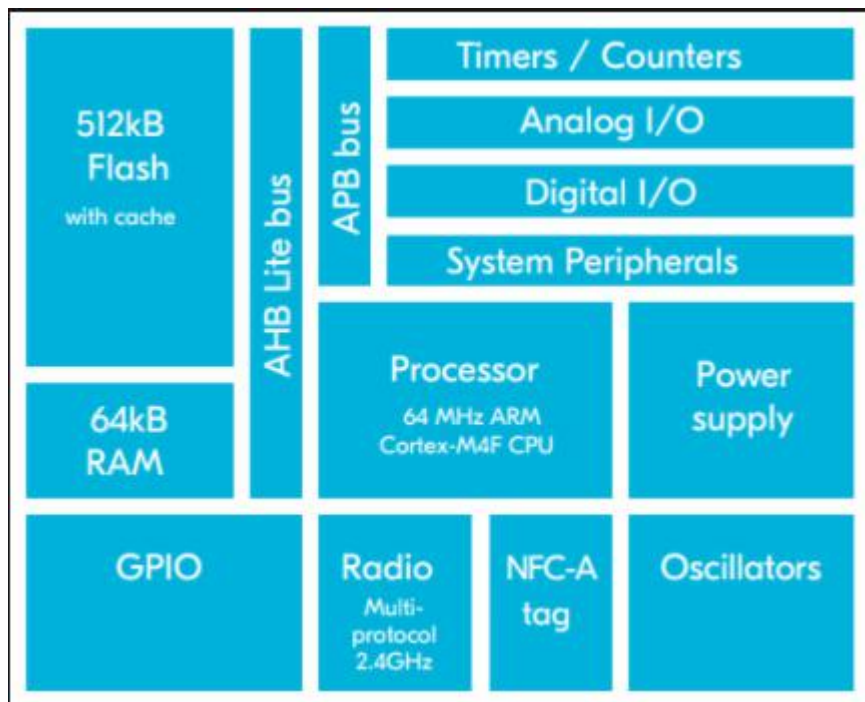 512kB
Flash
with cache
64kB
RAM
AHB Lite bus
APB bus
Timers / Counters
Analog I/O
Digital I/O
System Peripherals
Processor
64 MHz ARM
Cortex-M4F CPU
Power
supply
GPIO
Radio
Multi-
protocol
2.4GHz
NFC-A
tag
Oscillators